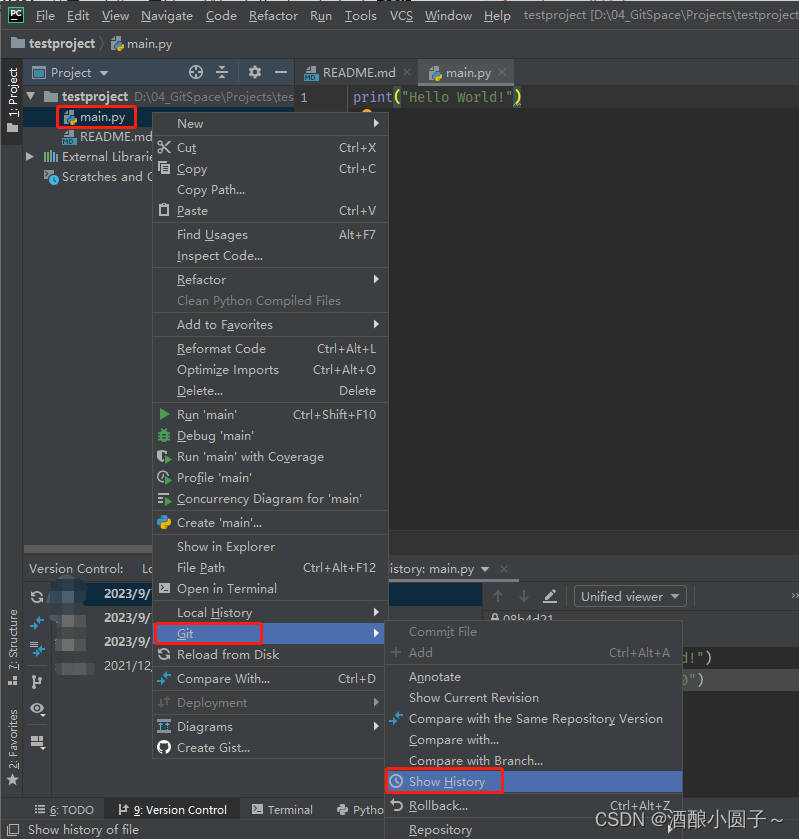 PC File Edit View Navigate Code Refactor Run Tools VCS Window Help testproject [D:\04_GitSpace\Projects\testproject
testproject main.py
1: Project
Project
README.md
main.py
testproject D:\04_GitSpace\Projects\tes
main.py
README.md
External Librarie
Scratches and C
1 print("Hello World!")
New
Cut Ctrl+X
Copy Ctrl+C
Copy Path...
Paste Ctrl+V
Find Usages Alt+F7
Inspect Code...
Refactor
Clean Python Compiled Files
Add to Favorites
Reformat Code Ctrl+Alt+L
Optimize Imports Ctrl+Alt+O
Delete... Delete
Run 'main' Ctrl+Shift+F10
Debug 'main'
Run 'main' with Coverage
Profile 'main'
Concurrency Diagram for 'main'
Create 'main'...
Show in Explorer
File Path Ctrl+Alt+F12
Open in Terminal
Local History
Git
Reload from Disk
Compare With... Ctrl+D
Deployment
Diagrams
Create Gist...
Version Control: Lo
istory: main.py
2023/9/
2023/9/
2023/9/
2021/12,
Unified viewer
08b4d21
d!")
0")
7: Structure
2: Favorites
Commit File
Add Ctrl+Alt+A
Annotate
Show Current Revision
Compare with the Same Repository Version
Compare with...
Compare with Branch...
Show History
Rollback... Ctrl+Alt+Z
Repository
6: TODO 9: Version Control Terminal Pytho
Show history of file
CSDN @酒酿小圆子~